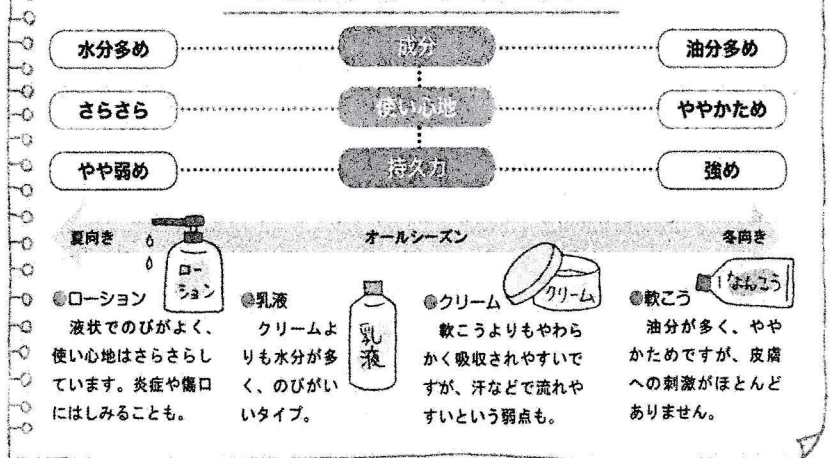 水分多め 成分 油分多め
さらさら 使い心地 ややかため
やや弱め 持久力 強め
夏向き オールシーズン 冬向き
ローション
ロー
ション
●ローション
液状でのびがよく、
使い心地はさらさらし
ています。炎症や傷口
にはしみることも。
●乳液
クリームよ
りも水分が多
く、のびがい
いタイプ。
乳
液
●クリーム
軟こうよりもやわら
かく吸収されやすいで
すが、汗などで流れや
すいという弱点も。
クリーム
●軟こう
油分が多く、やや
かためですが、皮膚
への刺激がほとんど
ありません。
なんこう